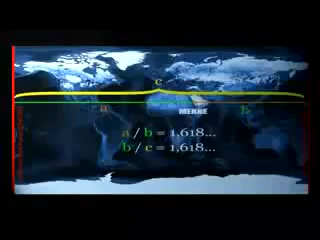 c
a
b
MEKKE
a / b = 1,618...
b / c = 1,618...